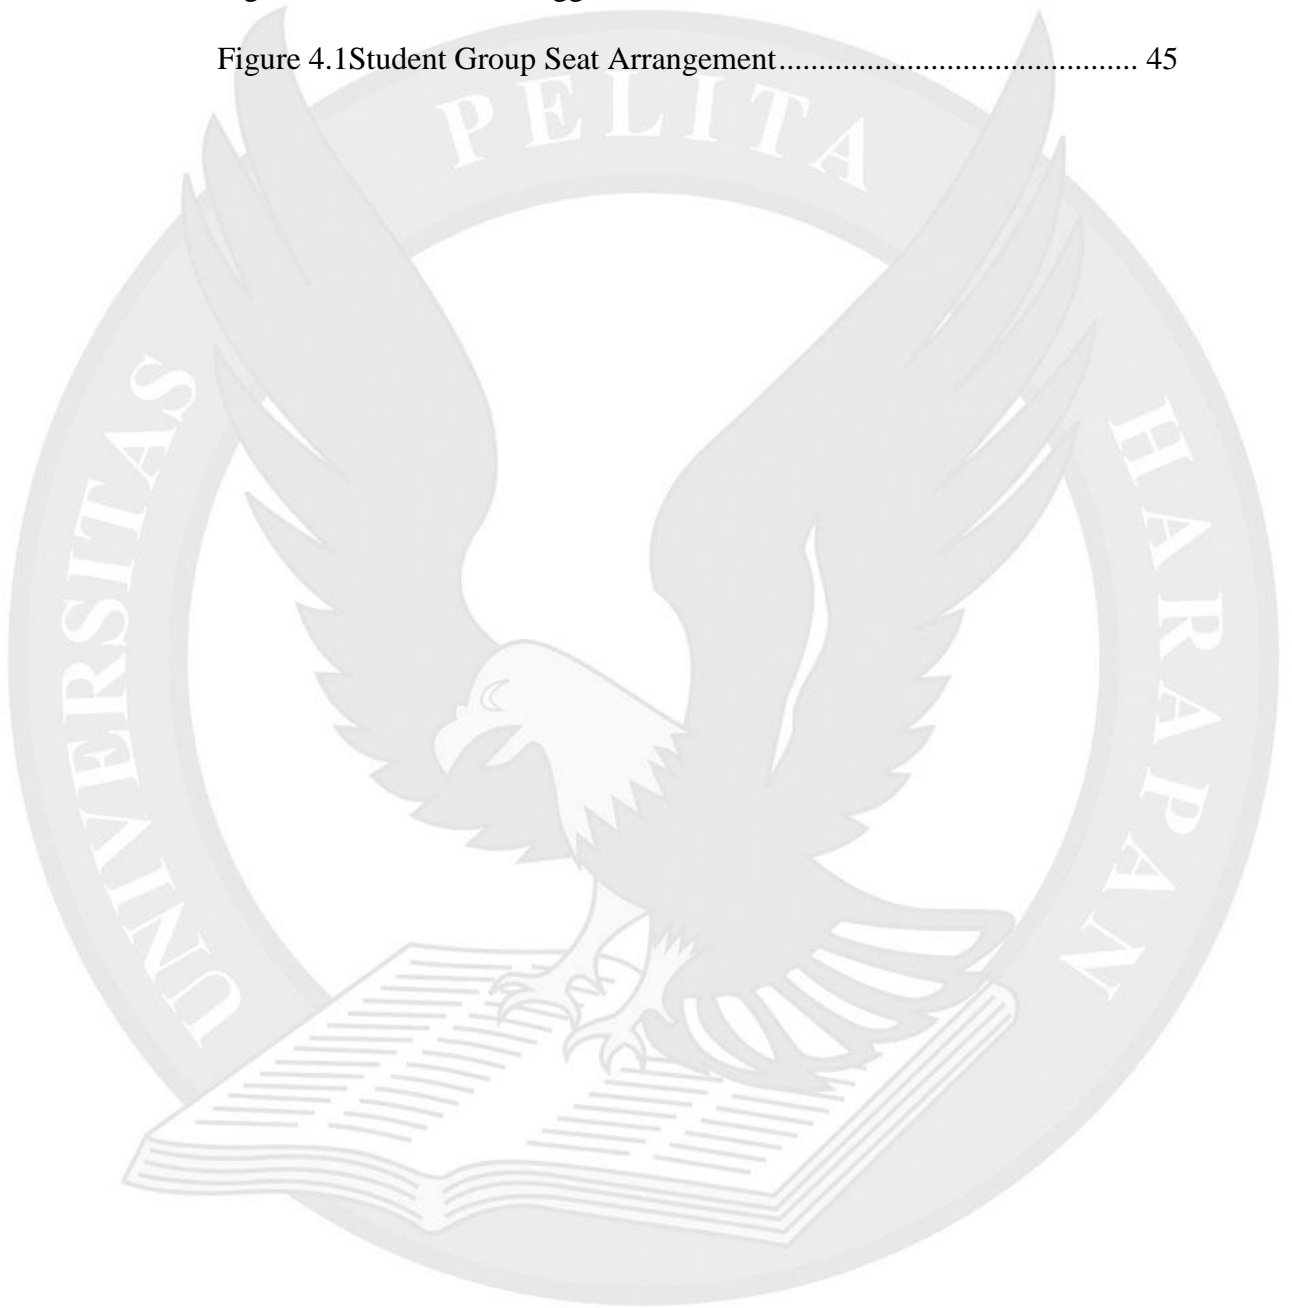 Figure 4.1Student Group Seat Arrangement............................................. 45
UNIVERSITAS
PELITA
HARAPAN